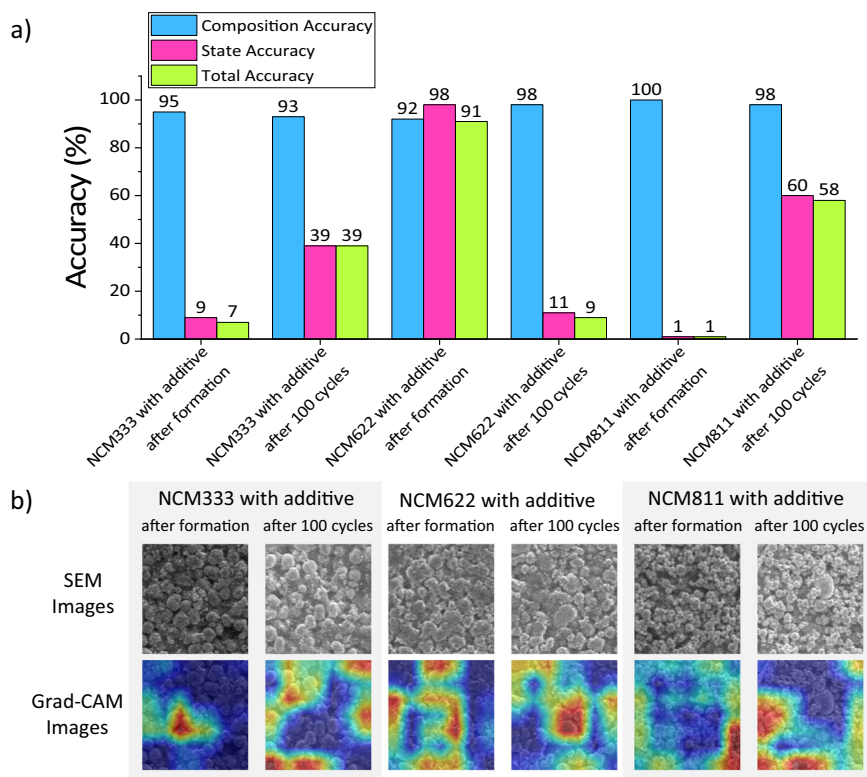 a)
Composition Accuracy
State Accuracy
Total Accuracy
Accuracy (%)
100
80
60
40
20
0
95
9
7
93
39
39
92
98
91
98
11
9
100
1
1
98
60
58
NCM333 with additive
after formation
NCM333 with additive
after 100 cycles
NCM622 with additive
after formation
NCM622 with additive
after 100 cycles
NCM811 with additive
after formation
NCM811 with additive
after 100 cycles
b)
NCM333 with additive
NCM622 with additive
NCM811 with additive
after formation
after 100 cycles
after formation
after 100 cycles
after formation
after 100 cycles
SEM
Images
Grad-CAM
Images